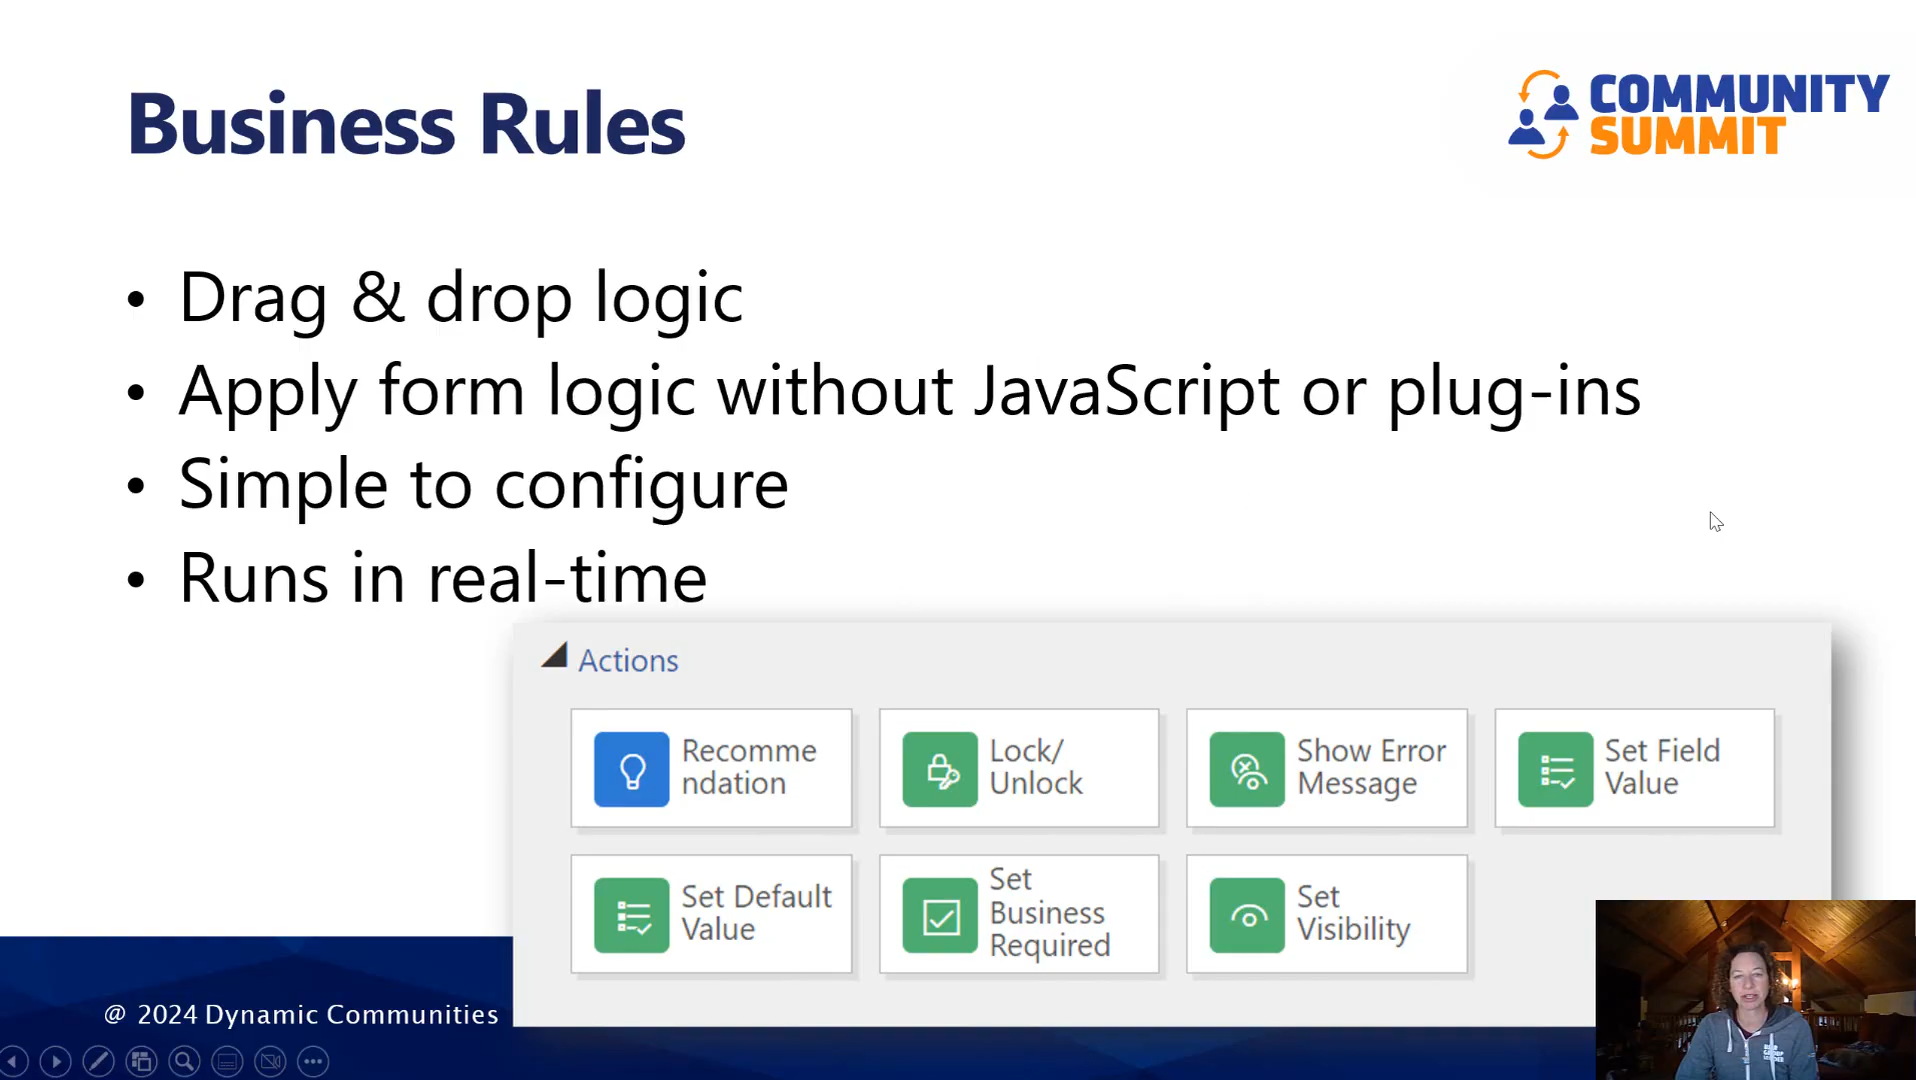 Business Rules
COMMUNITY
SUMMIT
• Drag & drop logic
• Apply form logic without JavaScript or plug-ins
• Simple to configure
• Runs in real-time
Actions
Recomme
ndation
Lock/
Unlock
Show Error
Message
Set Field
Value
Set Default
Value
Set
Business
Required
Set
Visibility
@ 2024 Dynamic Communities